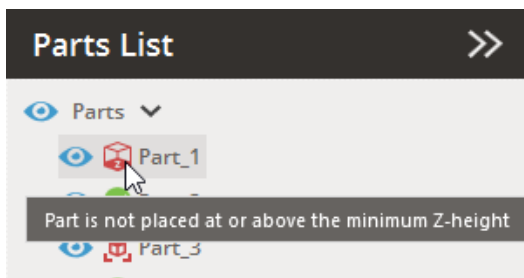 Parts List
Parts
Part_1
Part is not placed at or above the minimum Z-height
Part_3